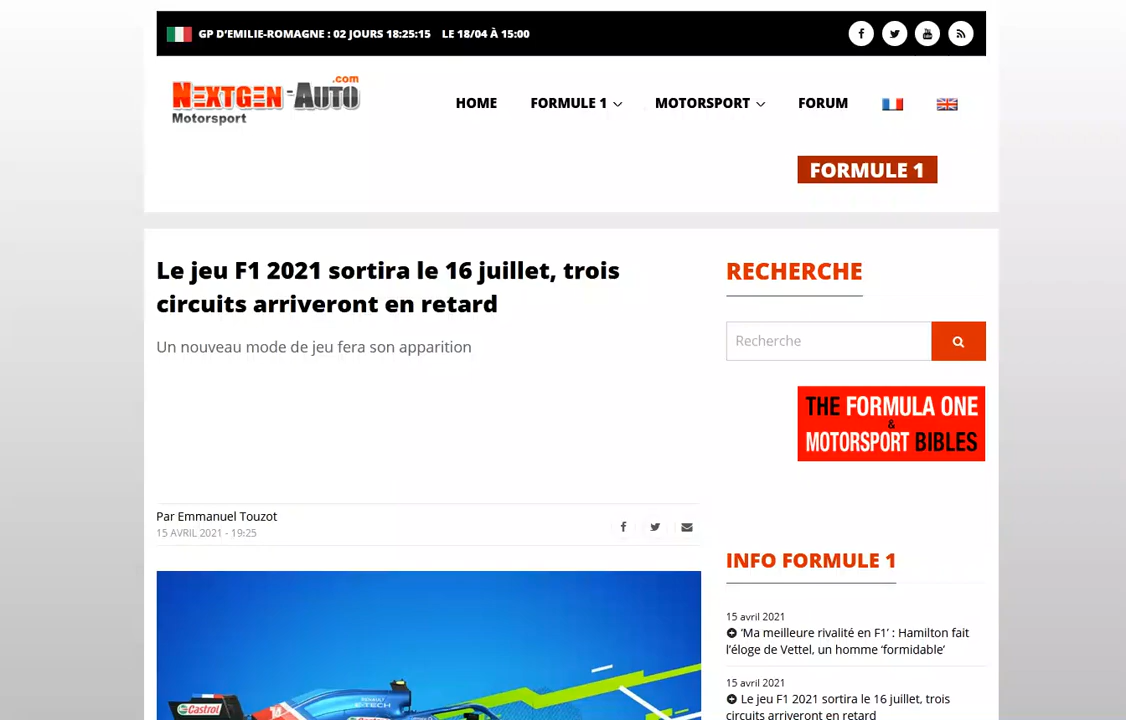 GP D'EMILIE-ROMAGNE : 02 JOURS 18:25:15 LE 18/04 À 15:00
NEXTGEN-AUTO
.com
Motorsport
HOME
FORMULE 1
MOTORSPORT
FORUM
FORMULE 1
Le jeu F1 2021 sortira le 16 juillet, trois
circuits arriveront en retard
Un nouveau mode de jeu fera son apparition
Par Emmanuel Touzot
15 AVRIL 2021 - 19:25
Castrol
RENAULT
E-TECH
RECHERCHE
Recherche
THE FORMULA ONE
&
MOTORSPORT BIBLES
INFO FORMULE 1
15 avril 2021
‘Ma meilleure rivalité en F1’ : Hamilton fait
l’éloge de Vettel, un homme ‘formidable’
15 avril 2021
Le jeu F1 2021 sortira le 16 juillet, trois
circuits arriveront en retard